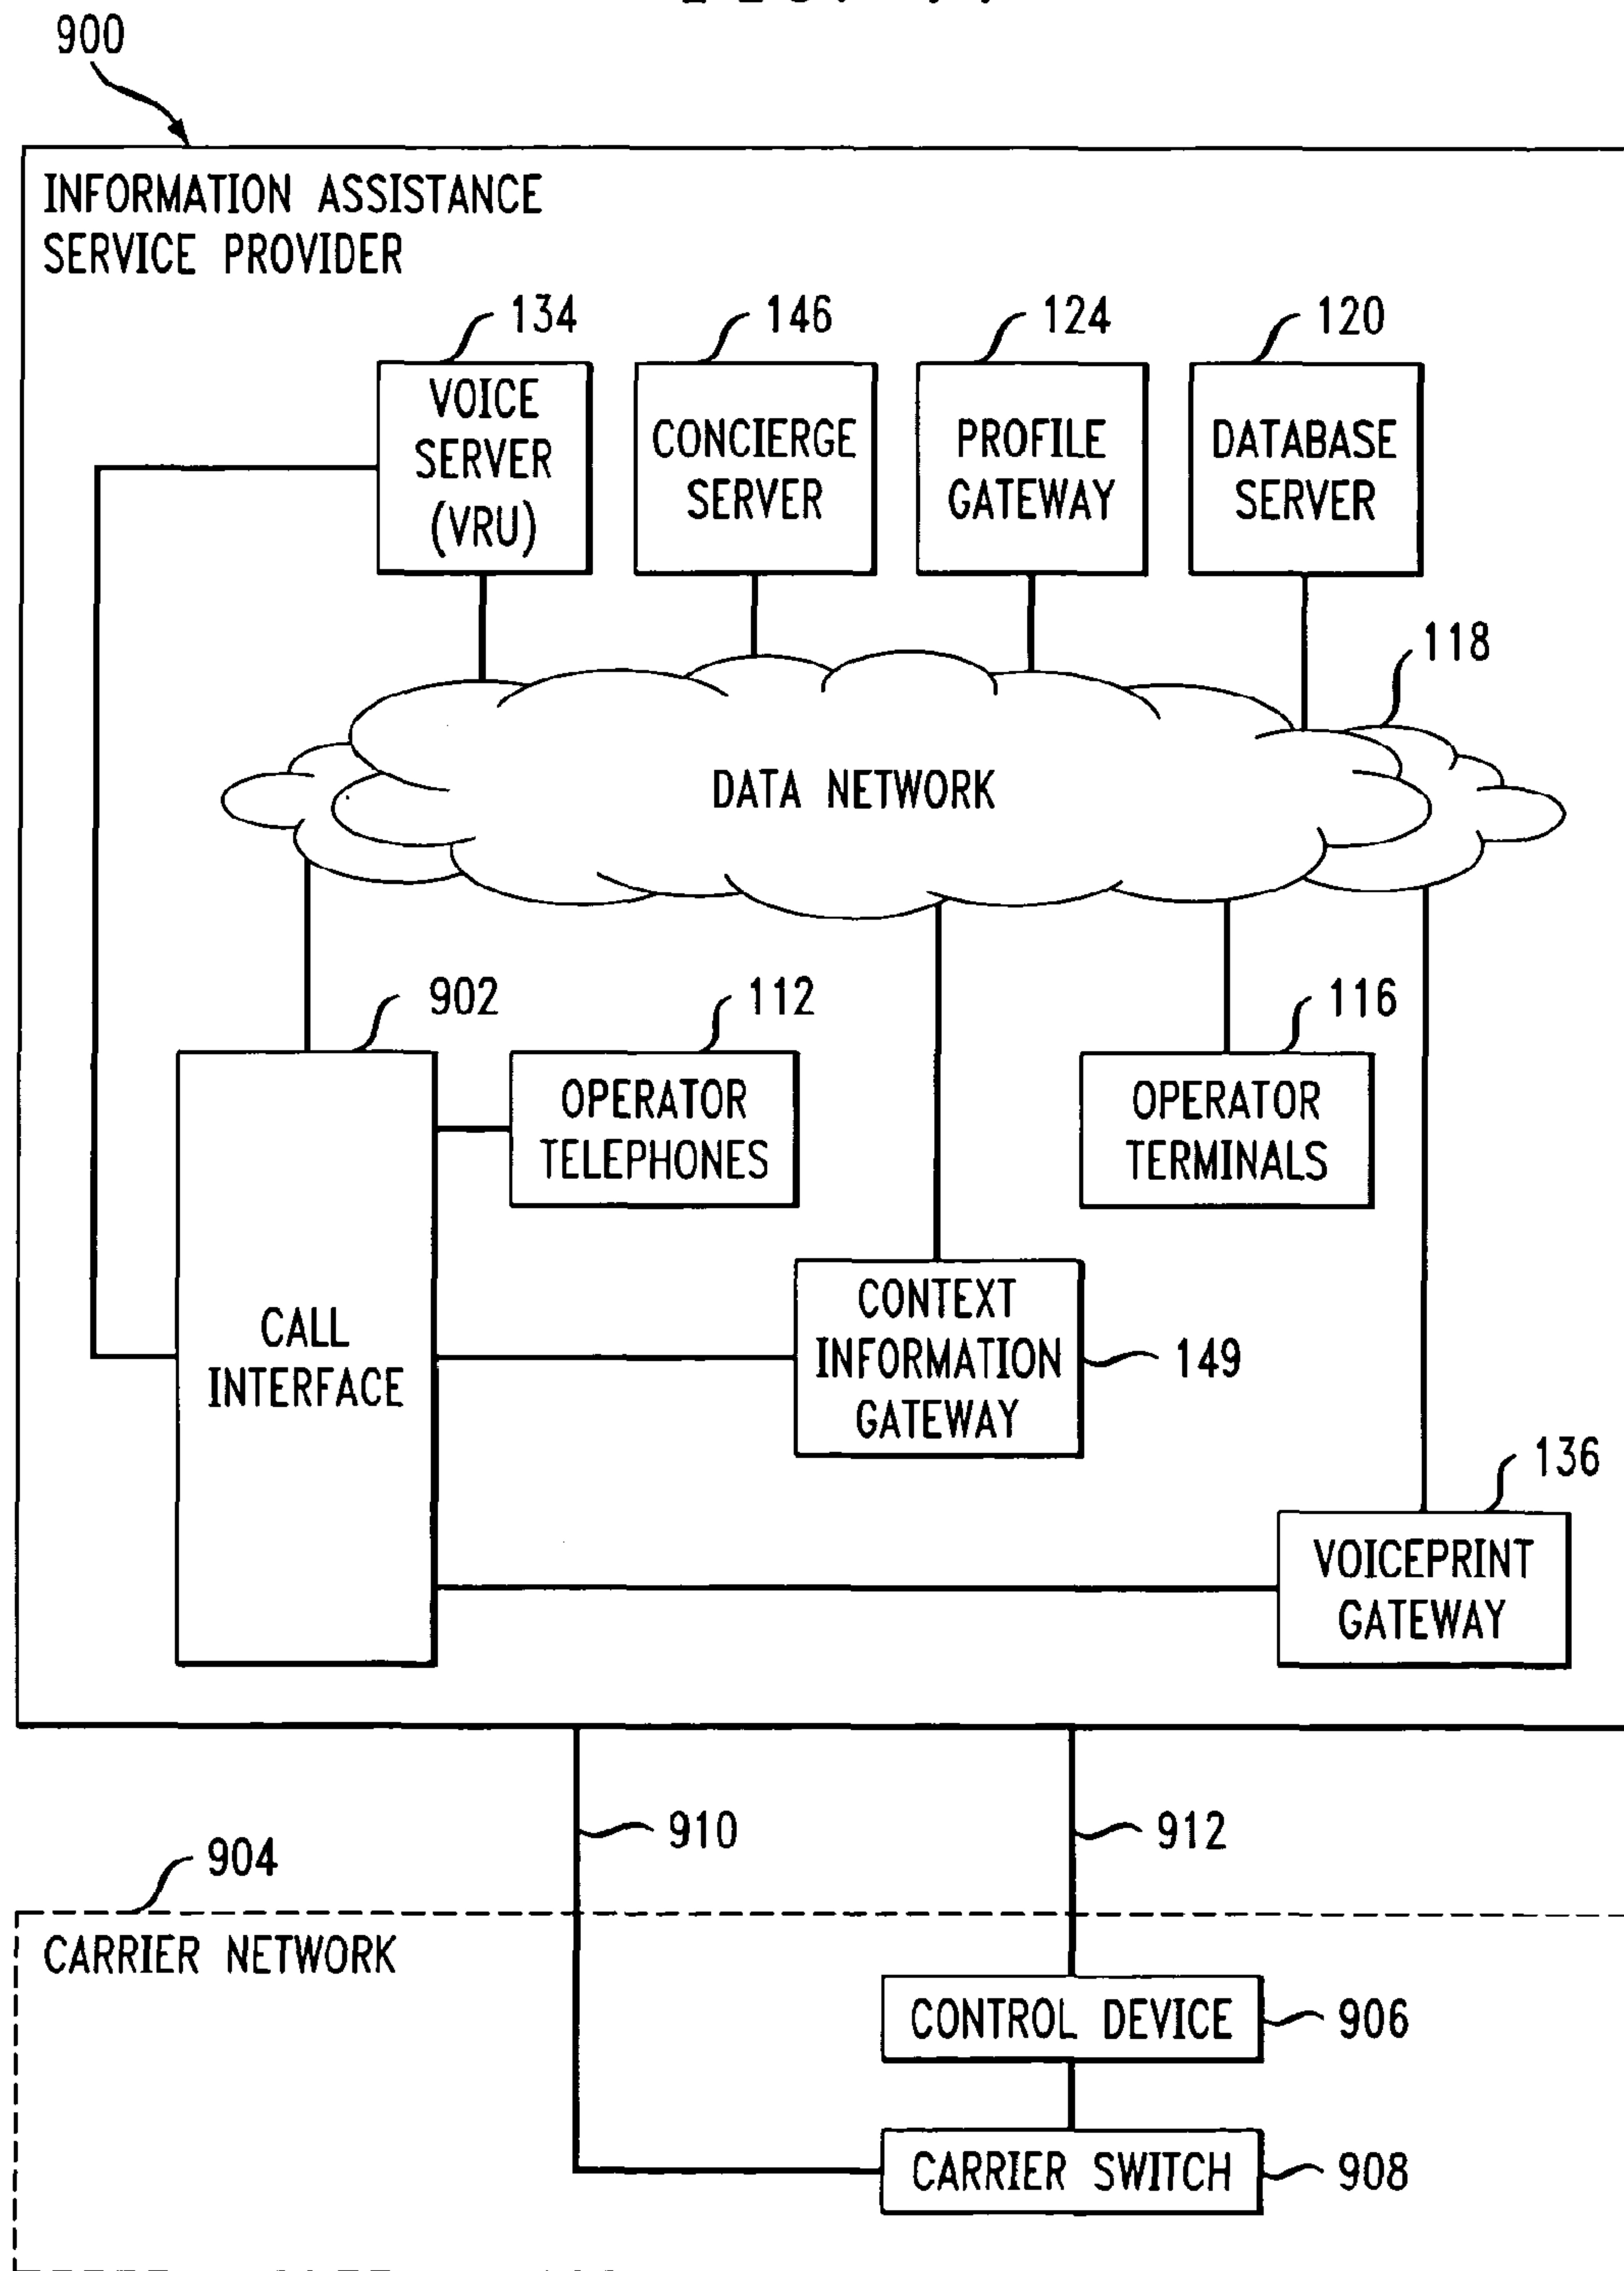 900
INFORMATION ASSISTANCE
SERVICE PROVIDER
134
146
124
120
VOICE
SERVER
(VRU)
CONCIERGE
SERVER
PROFILE
GATEWAY
DATABASE
SERVER
118
DATA NETWORK
902
112
116
OPERATOR
TELEPHONES
OPERATOR
TERMINALS
CALL
INTERFACE
CONTEXT
INFORMATION
GATEWAY
149
136
VOICEPRINT
GATEWAY
910
912
904
CARRIER NETWORK
CONTROL DEVICE
906
CARRIER SWITCH
908